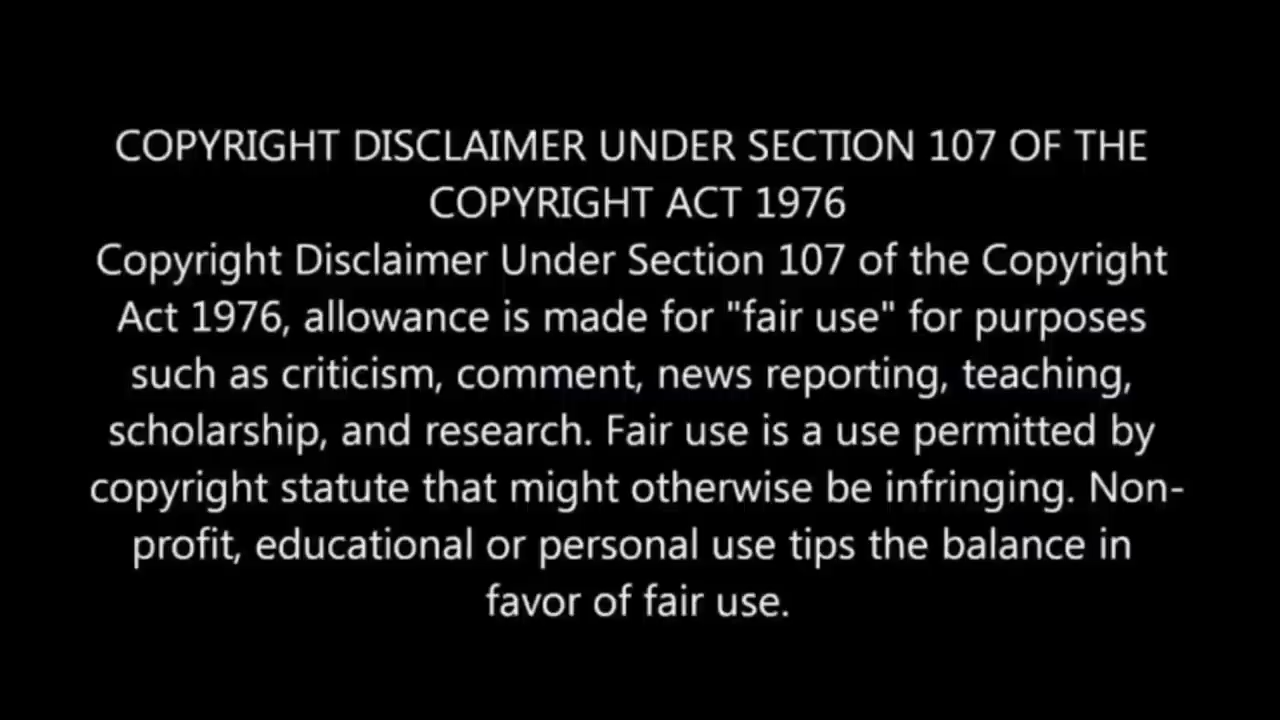 COPYRIGHT DISCLAIMER UNDER SECTION 107 OF THE
COPYRIGHT ACT 1976
Copyright Disclaimer Under Section 107 of the Copyright
Act 1976, allowance is made for "fair use" for purposes
such as criticism, comment, news reporting, teaching,
scholarship, and research. Fair use is a use permitted by
copyright statute that might otherwise be infringing. Non-
profit, educational or personal use tips the balance in
favor of fair use.